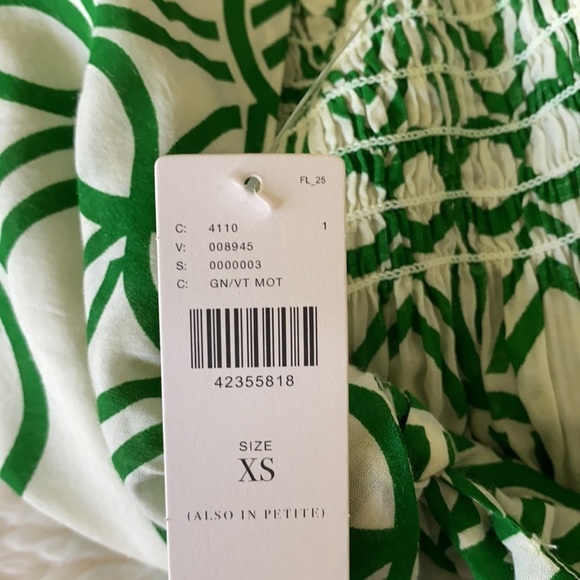 FL_25
C: 4110 1
V: 008945
S: 0000003
C: GN/VT MOT
42355818
SIZE
XS
(ALSO IN PETITE)